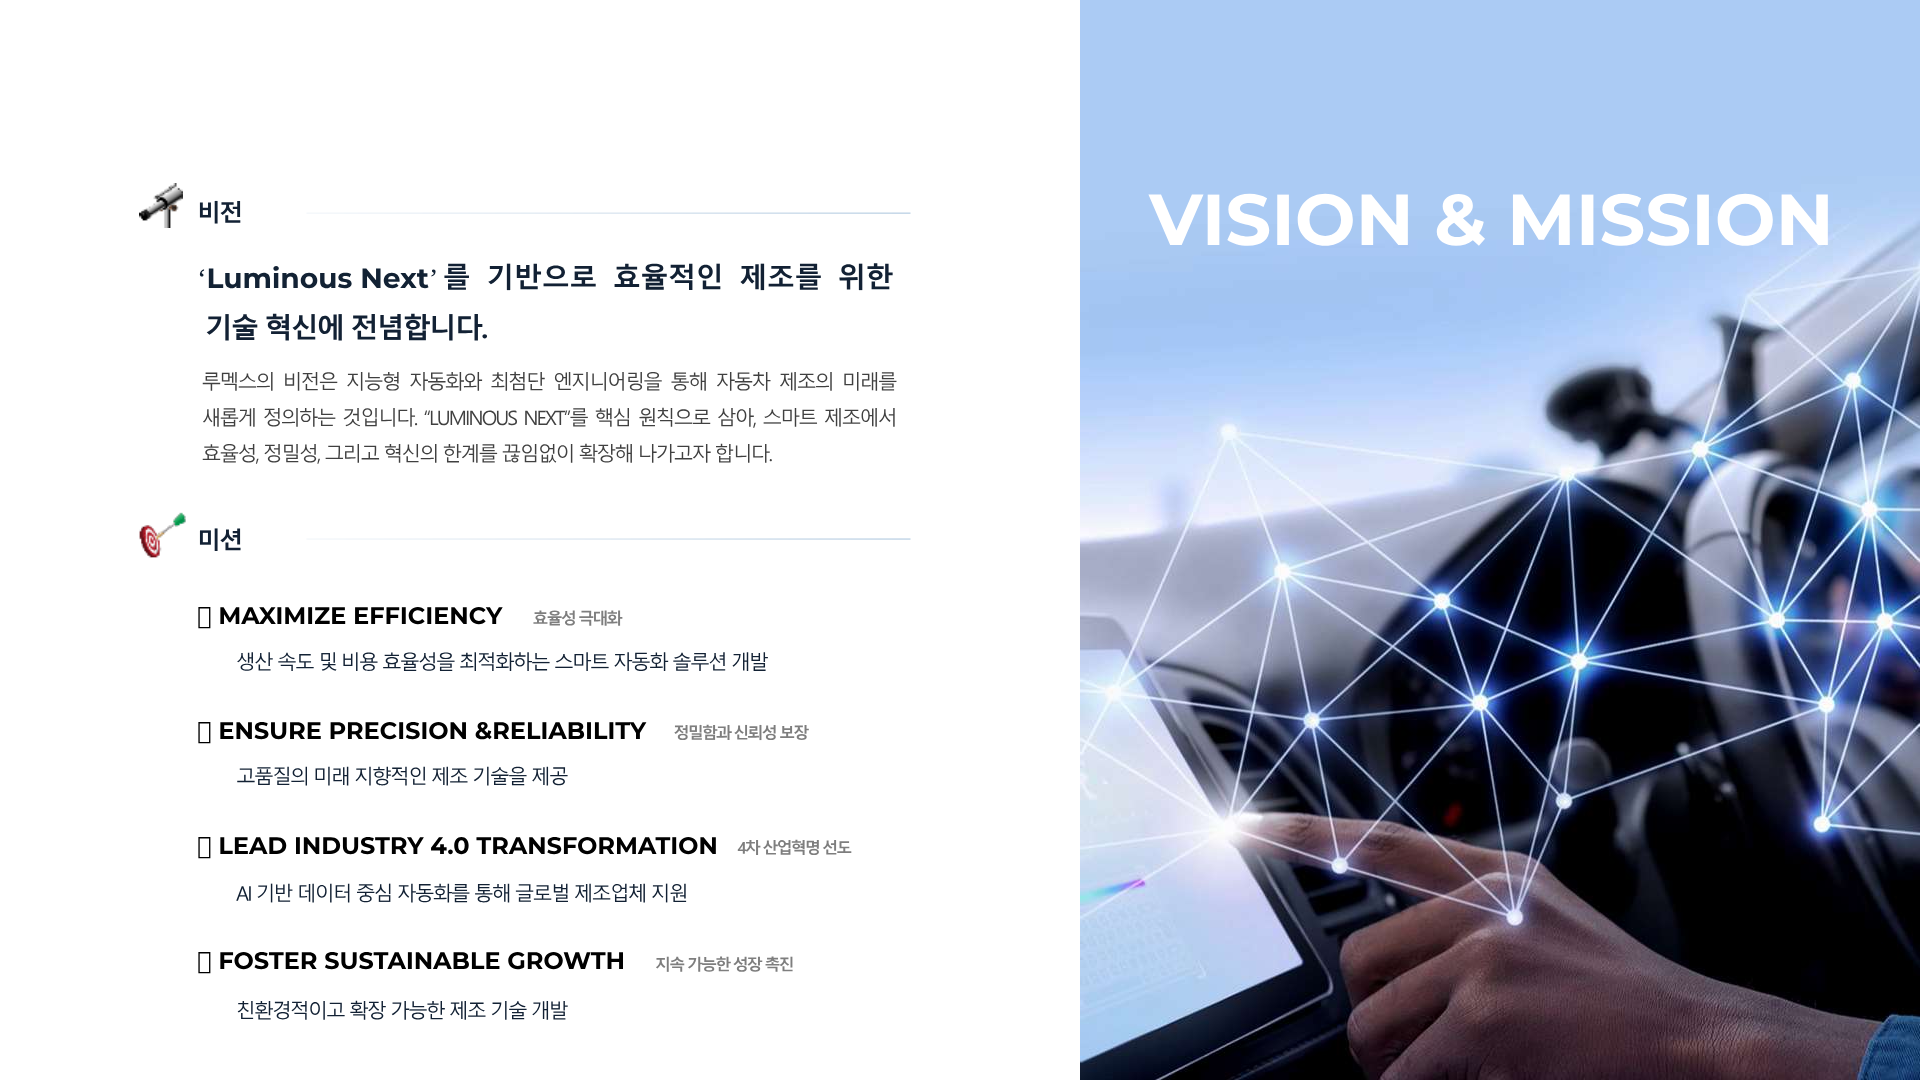 VISION & MISSION
비전
‘Luminous Next’ 를 기반으로 효율적인 제조를 위한
기술 혁신에 전념합니다.
루멕스의 비전은 지능형 자동화와 최첨단 엔지니어링을 통해 자동차 제조의 미래를
새롭게 정의하는 것입니다. “LUMINOUS NEXT”를 핵심 원칙으로 삼아, 스마트 제조에서
효율성, 정밀성, 그리고 혁신의 한계를 끊임없이 확장해 나가고자 합니다.
미션
MAXIMIZE EFFICIENCY 효율성 극대화
생산 속도 및 비용 효율성을 최적화하는 스마트 자동화 솔루션 개발
ENSURE PRECISION &RELIABILITY 정밀함과 신뢰성 보장
고품질의 미래 지향적인 제조 기술을 제공
LEAD INDUSTRY 4.0 TRANSFORMATION 4차 산업혁명 선도
AI 기반 데이터 중심 자동화를 통해 글로벌 제조업체 지원
FOSTER SUSTAINABLE GROWTH 지속 가능한 성장 촉진
친환경적이고 확장 가능한 제조 기술 개발